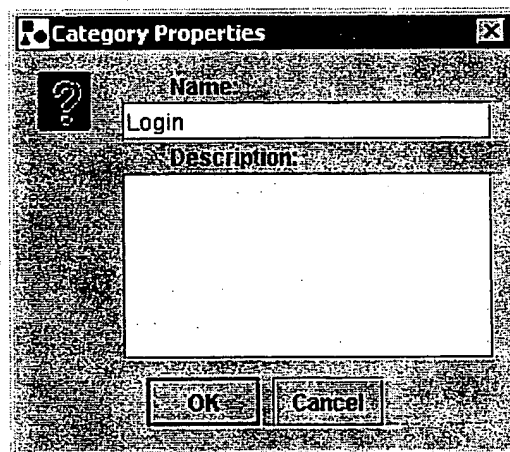 Category Properties
Name:
Login
Description:
OK
Cancel